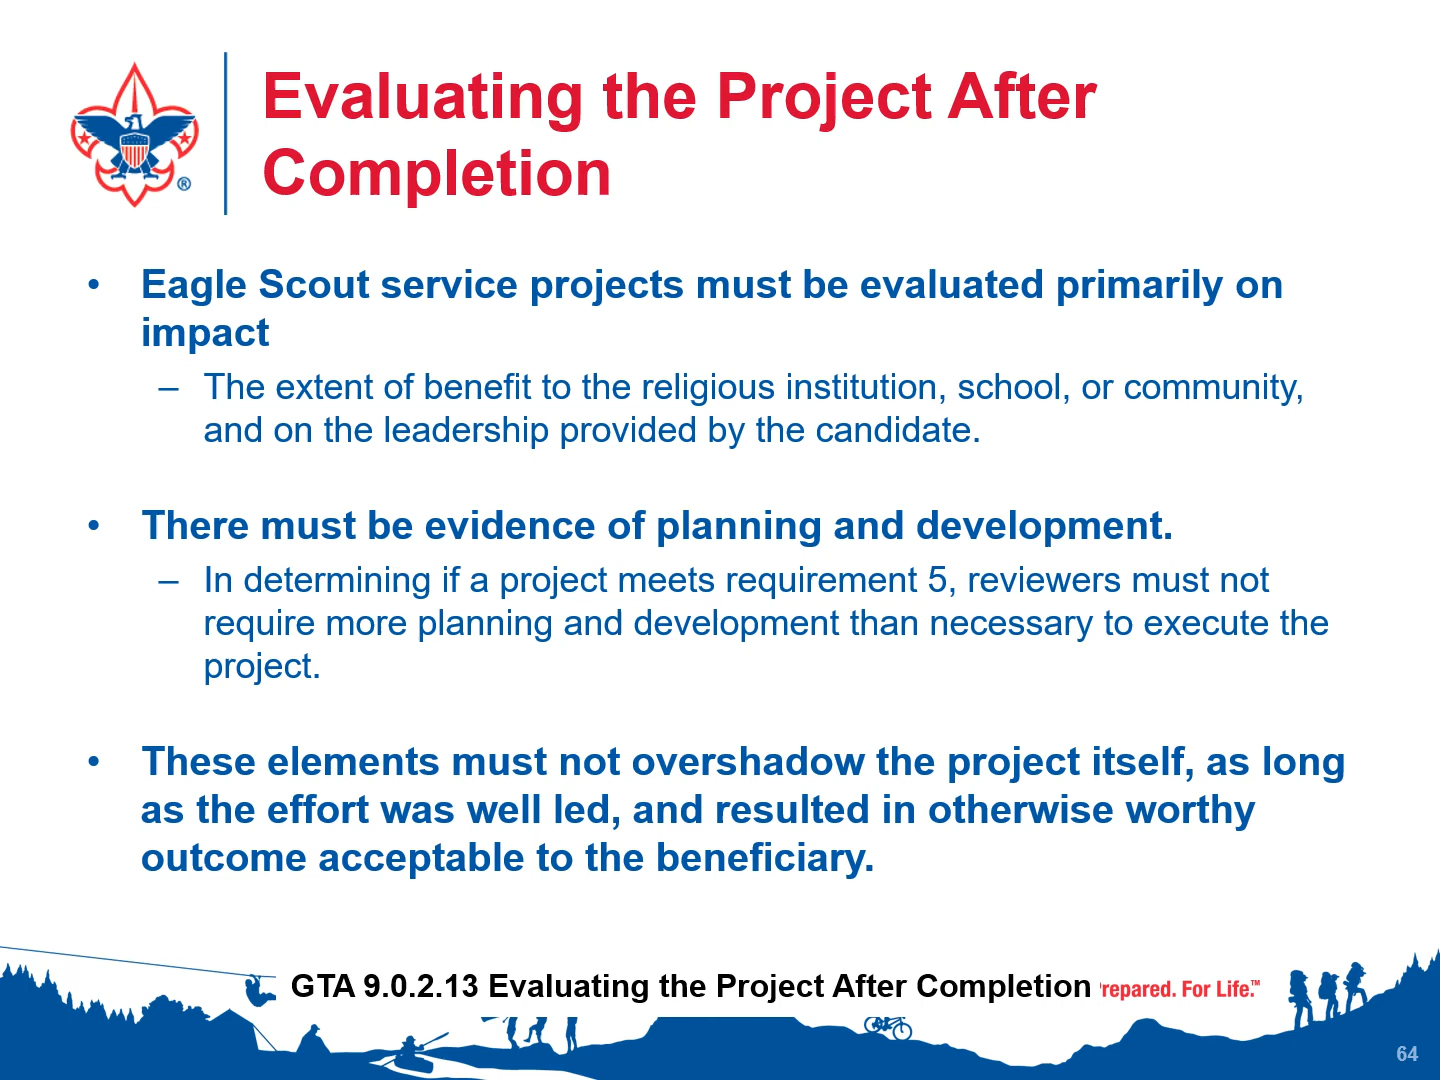 Evaluating the Project After
Completion
®
• Eagle Scout service projects must be evaluated primarily on
impact
– The extent of benefit to the religious institution, school, or community,
and on the leadership provided by the candidate.
• There must be evidence of planning and development.
– In determining if a project meets requirement 5, reviewers must not
require more planning and development than necessary to execute the
project.
• These elements must not overshadow the project itself, as long
as the effort was well led, and resulted in otherwise worthy
outcome acceptable to the beneficiary.
GTA 9.0.2.13 Evaluating the Project After Completion
repared. For Life.™
64